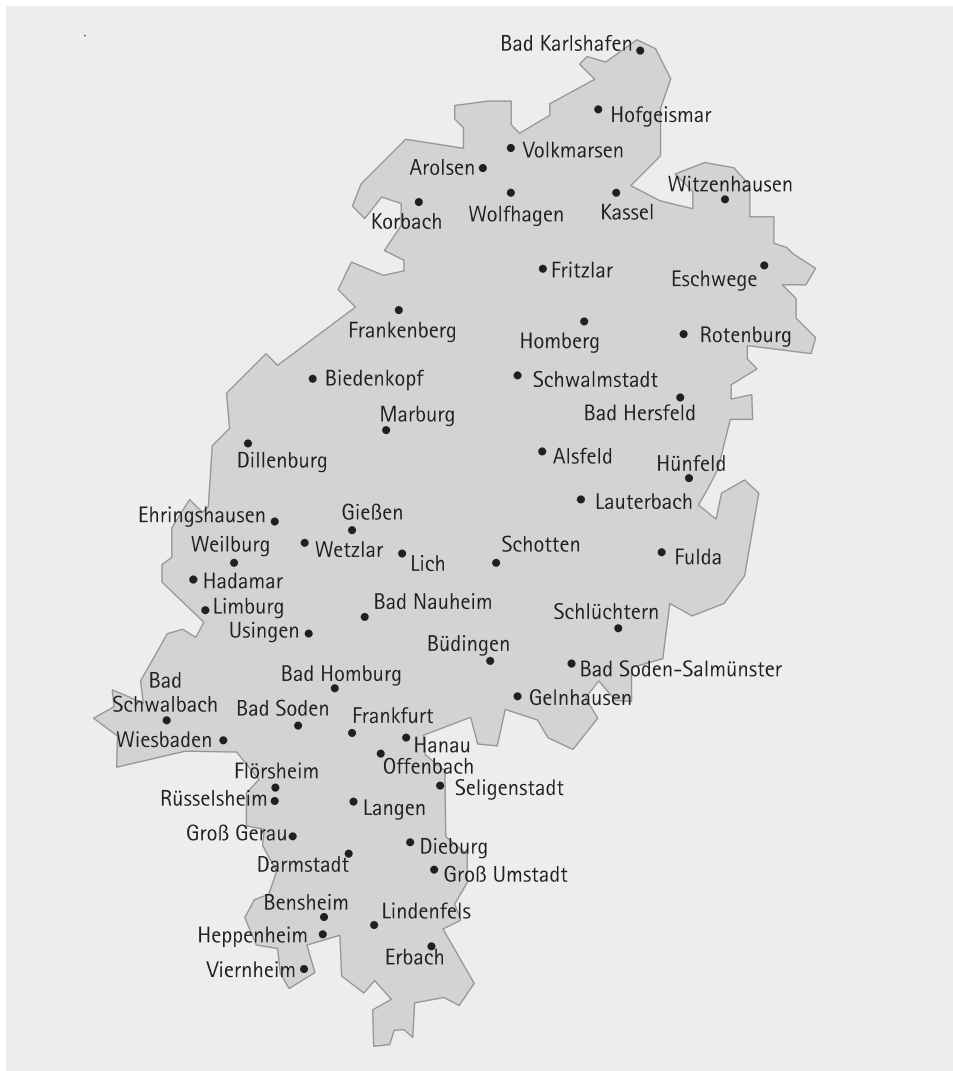 Bad Karlshafen
Hofgeismar
Volkmarsen
Arolsen
Witzenhausen
Korbach
Wolfhagen
Kassel
Fritzlar
Eschwege
Frankenberg
Homberg
Rotenburg
Biedenkopf
Schwalmstadt
Marburg
Bad Hersfeld
Dillenburg
Alsfeld
Hünfeld
Lauterbach
Ehringshausen
Gießen
Weilburg
Wetzlar
Schotten
Lich
Fulda
Hadamar
Limburg
Bad Nauheim
Schlüchtern
Usingen
Büdingen
Bad Soden-Salmünster
Bad Homburg
Bad
Schwalbach
Gelnhausen
Bad Soden
Frankfurt
Wiesbaden
Hanau
Offenbach
Flörsheim
Seligenstadt
Rüsselsheim
Langen
Groß Gerau
Dieburg
Darmstadt
Groß Umstadt
Bensheim
Lindenfels
Heppenheim
Erbach
Viernheim